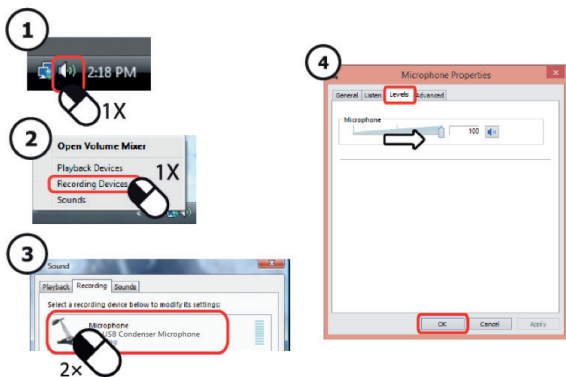 1
2:18 PM
1X
2
Open Volume Mixer
Playback Devices
Recording Devices
1X
Sounds
3
Sound
Playback Recording Sounds
Select a recording device below to modify its settings:
Microphone
USB Condenser Microphone
2x
4
Microphone Properties
General Listen Levels Advanced
Microphone
100
OK Cancel Apply